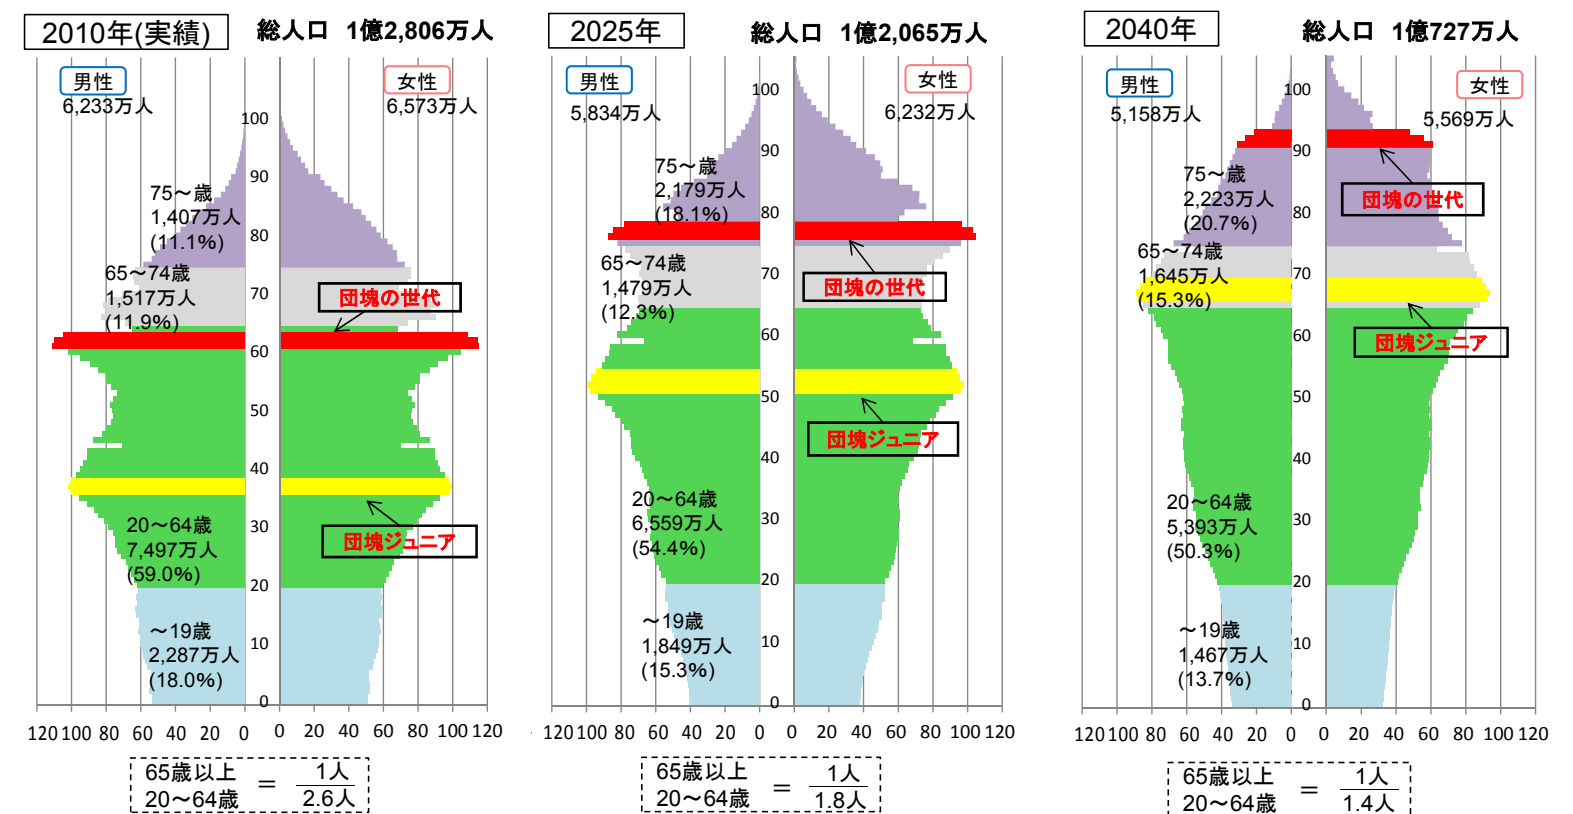 2010年(実績)
総人口 1億2,806万人
男性
6,233万人
女性
6,573万人
100
90
80
70
60
50
40
30
20
10
0
75～歳
1,407万人
(11.1%)
65～74歳
1,517万人
(11.9%)
団塊の世代
団塊ジュニア
20～64歳
7,497万人
(59.0%)
～19歳
2,287万人
(18.0%)
120 100 80 60 40 20 0 0 20 40 60 80 100 120
65歳以上
20～64歳
=
1人
2.6人
2025年
総人口 1億2,065万人
男性
5,834万人
女性
6,232万人
100
90
80
70
60
50
40
30
20
10
0
75～歳
2,179万人
(18.1%)
65～74歳
1,479万人
(12.3%)
団塊の世代
団塊ジュニア
20～64歳
6,559万人
(54.4%)
～19歳
1,849万人
(15.3%)
120 100 80 60 40 20 0 0 20 40 60 80 100 120
65歳以上
20～64歳
=
1人
1.8人
2040年
総人口 1億727万人
男性
5,158万人
女性
5,569万人
100
90
80
70
60
50
40
30
20
10
0
75～歳
2,223万人
(20.7%)
団塊の世代
65～74歳
1,645万人
(15.3%)
団塊ジュニア
20～64歳
5,393万人
(50.3%)
～19歳
1,467万人
(13.7%)
120 100 80 60 40 20 0 0 20 40 60 80 100 120
65歳以上
20～64歳
=
1人
1.4人